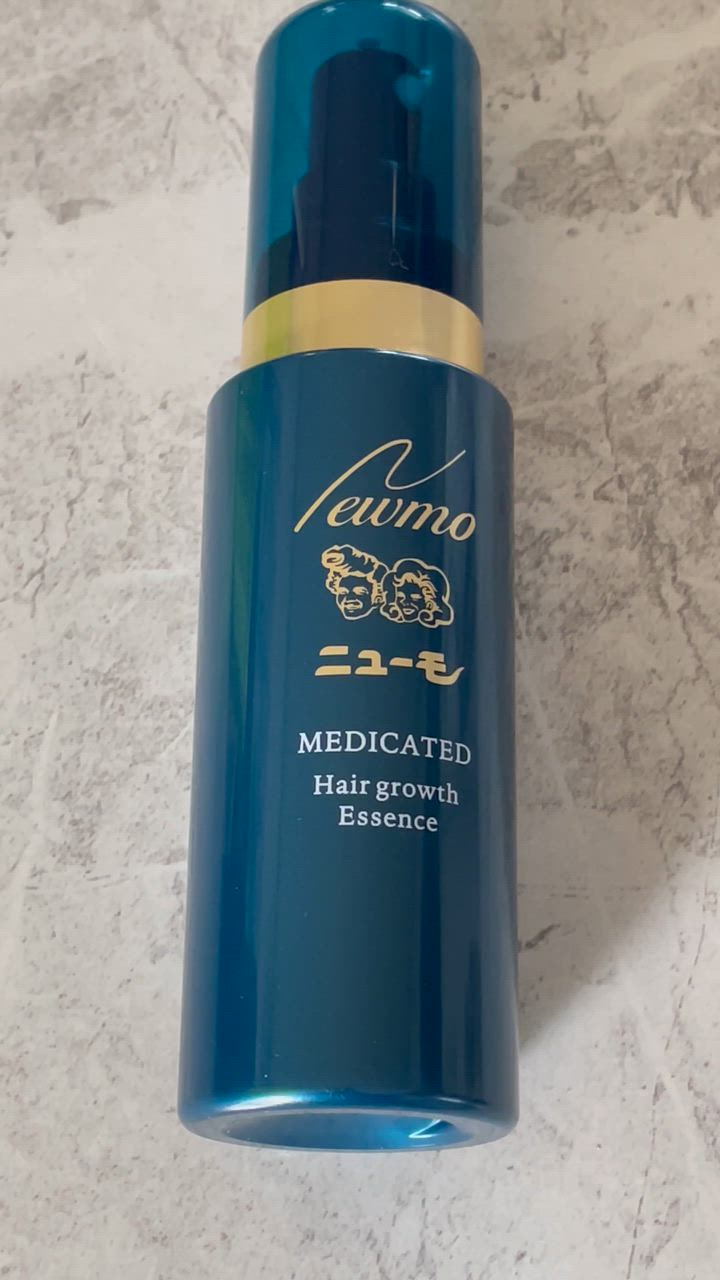 Newmo
ニューモ
MEDICATED
Hair growth
Essence